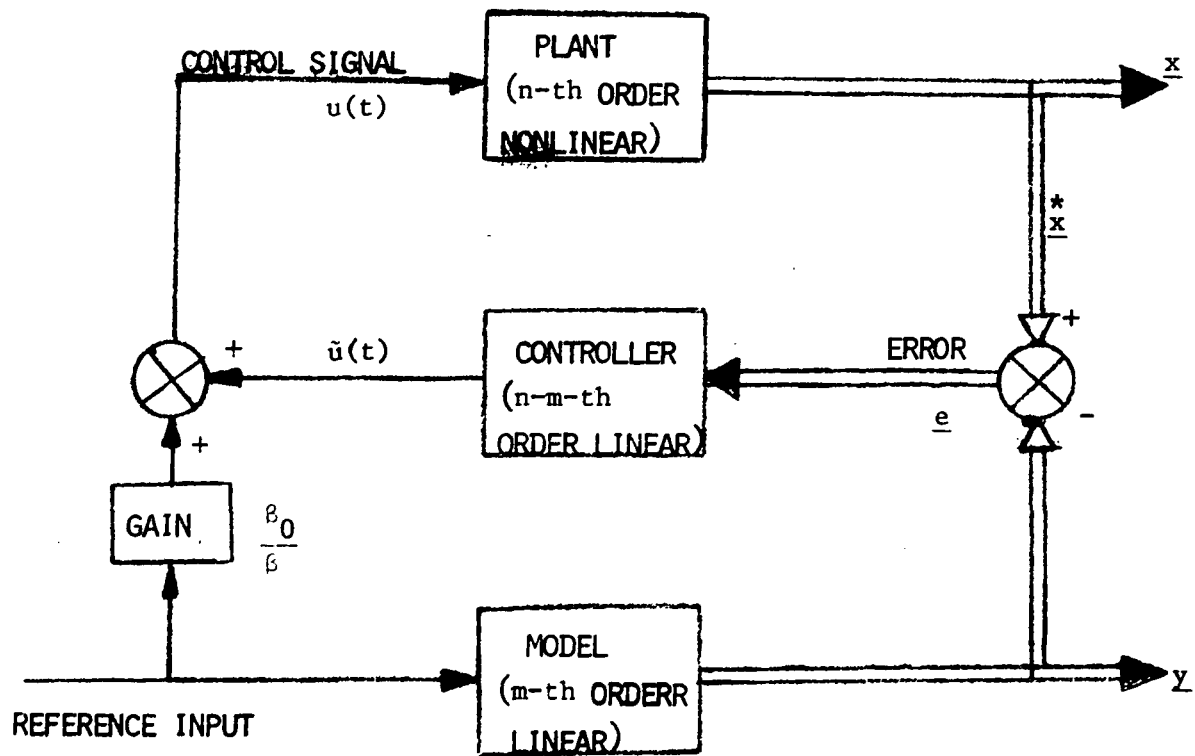 PLANT
(n-th ORDER
NONLINEAR)
CONTROL SIGNAL
u(t)
x
*
x
+
CONTROLLER
(n-m-th
ORDER LINEAR)
ERROR
e
-
+
ũ(t)
+
GAIN
β0
β
MODEL
(m-th ORDERR
LINEAR)
y
REFERENCE INPUT